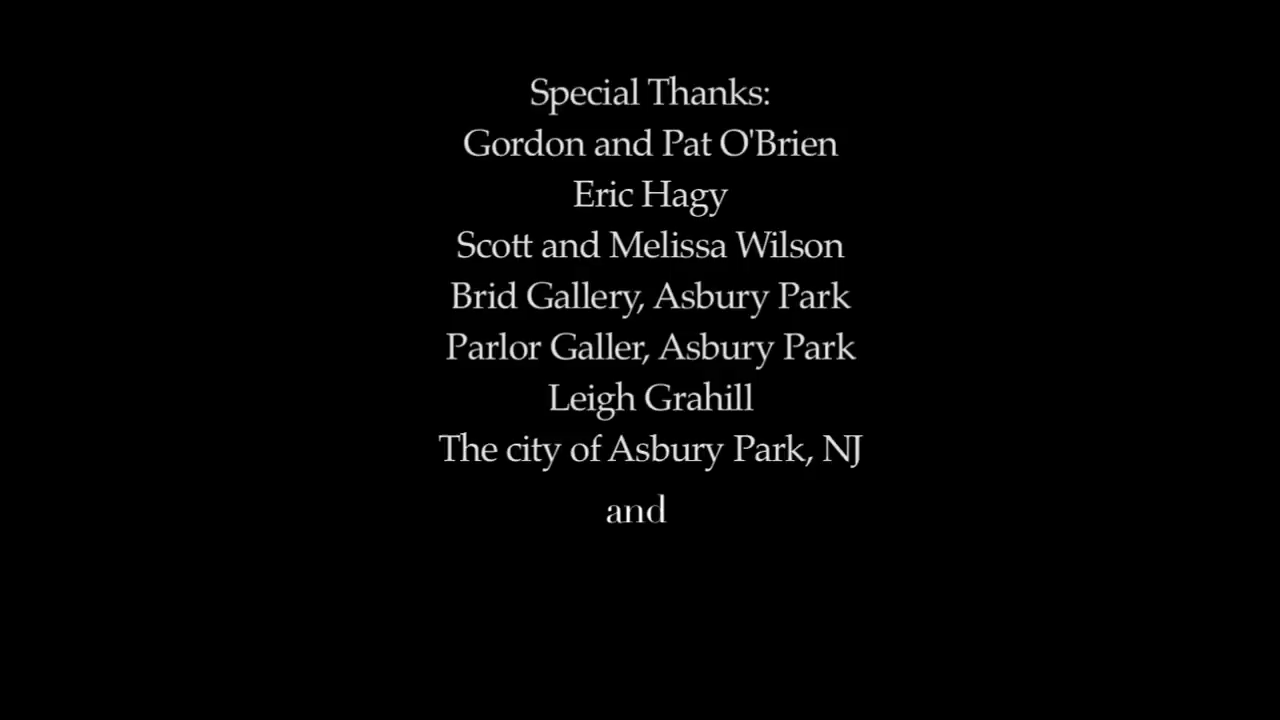 Special Thanks:
Gordon and Pat O'Brien
Eric Hagy
Scott and Melissa Wilson
Brid Gallery, Asbury Park
Parlor Galler, Asbury Park
Leigh Grahill
The city of Asbury Park, NJ
and